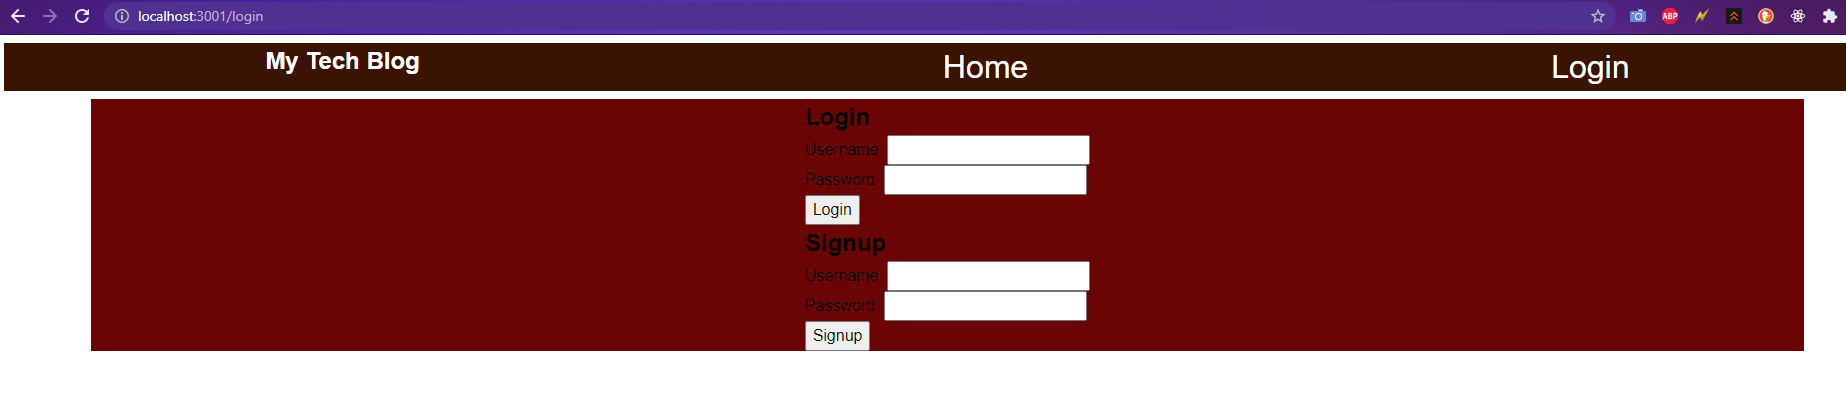 localhost:3001/login
ABP
My Tech Blog Home Login
Login
Username:
Password:
Login
Signup
Username:
Password:
Signup